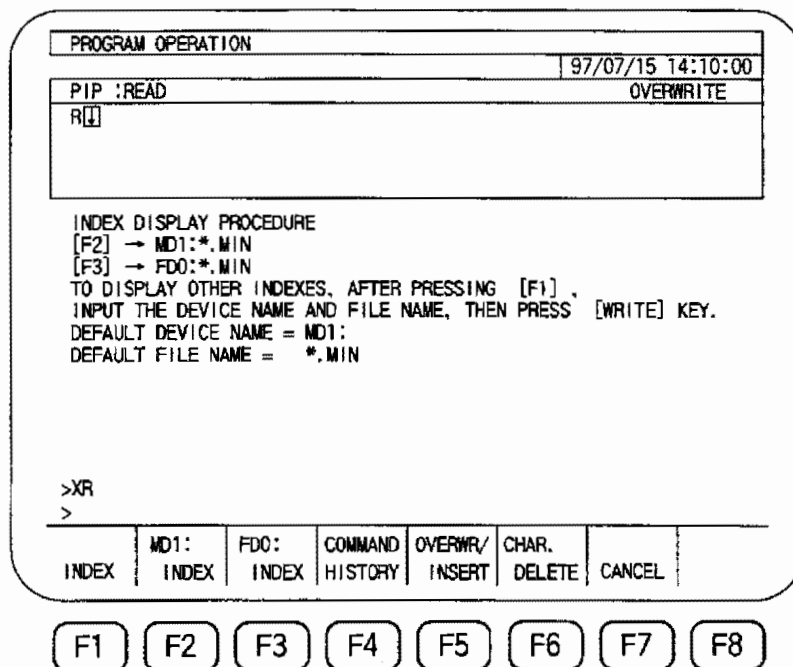 PROGRAM OPERATION
97/07/15 14:10:00
PIP :READ OVERWRITE
R↓
INDEX DISPLAY PROCEDURE
[F2] → MD1:*.MIN
[F3] → FD0:*.MIN
TO DISPLAY OTHER INDEXES, AFTER PRESSING [F1] ,
INPUT THE DEVICE NAME AND FILE NAME, THEN PRESS [WRITE] KEY.
DEFAULT DEVICE NAME = MD1:
DEFAULT FILE NAME = *.MIN
>XR
>
MD1: FD0: COMMAND OVERWR/ CHAR.
INDEX INDEX INDEX HISTORY INSERT DELETE CANCEL
F1 F2 F3 F4 F5 F6 F7 F8